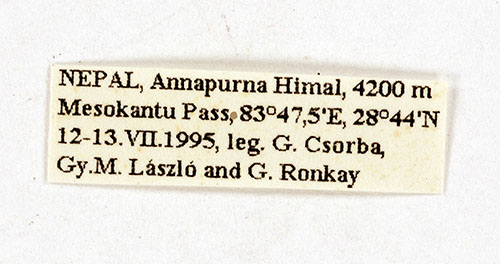 NEPAL, Annapurna Himal, 4200 m
Mesokantu Pass, 83°47,5'E, 28°44'N
12-13.VII.1995, leg. G. Csorba,
Gy.M. László and G. Ronkay